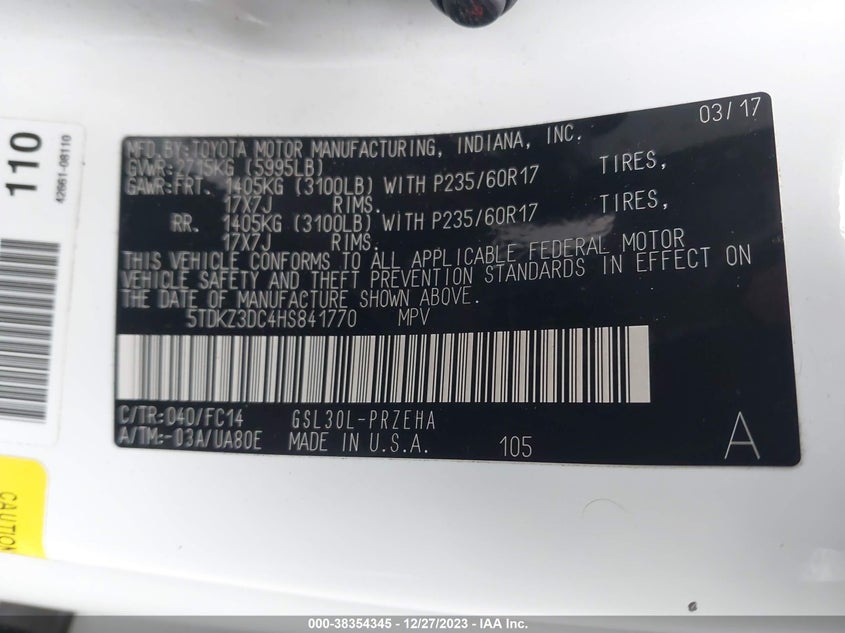 03/17
MFD.BY:TOYOTA MOTOR MANUFACTURING, INDIANA, INC.
GVWR:2715KG (5995LB)
GAWR:FRT. 1405KG (3100LB) WITH P235/60R17 TIRES,
17X7J RIMS.
RR. 1405KG (3100LB) WITH P235/60R17 TIRES,
17X7J RIMS.
THIS VEHICLE CONFORMS TO ALL APPLICABLE FEDERAL MOTOR
VEHICLE SAFETY AND THEFT PREVENTION STANDARDS IN EFFECT ON
THE DATE OF MANUFACTURE SHOWN ABOVE.
5TDKZ3DC4HS841770 MPV
C/TR:040/FC14 GSL30L-PRZEHA
A/TM:-03A/UA80E MADE IN U.S.A. 105 A
110
42661-08110
CAUTION
000-38354345 - 12/27/2023 - IAA Inc.